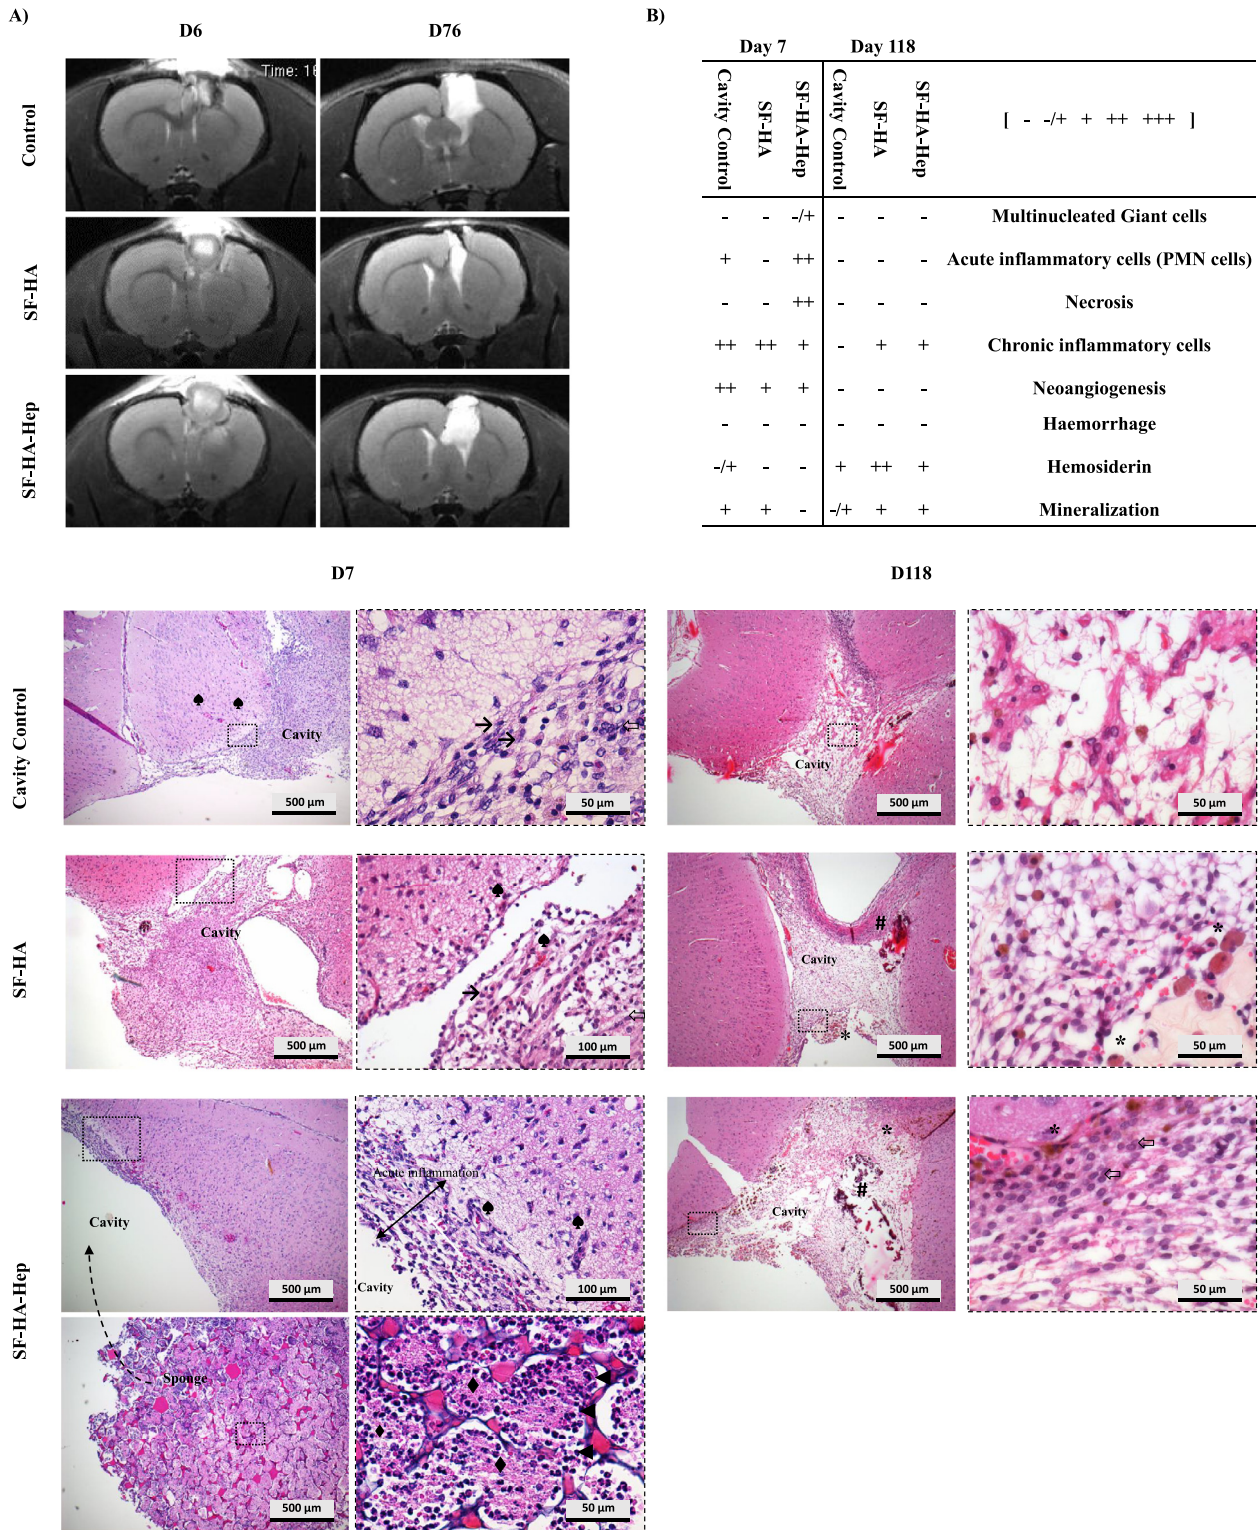 A)
D6 D76
Time: 16
Control
SF-HA
SF-HA-Hep
B)
Day 7 Day 118
Cavity Control SF-HA SF-HA-Hep Cavity Control SF-HA SF-HA-Hep [ - -/+ + ++ +++ ]
- - -/+ - - - Multinucleated Giant cells
+ - ++ - - - Acute inflammatory cells (PMN cells)
- - ++ - - - Necrosis
++ ++ + - + + Chronic inflammatory cells
++ + + - - - Neoangiogenesis
- - - - - - Haemorrhage
-/+ - - + ++ + Hemosiderin
+ + - -/+ + + Mineralization
D7 D118
Cavity Control
Cavity
500 µm
50 µm
Cavity
500 µm
50 µm
SF-HA
Cavity
500 µm
100 µm
Cavity
#
*
500 µm
*
*
50 µm
SF-HA-Hep
Cavity
500 µm
Acute inflammation
Cavity
100 µm
*
#
Cavity
500 µm
*
50 µm
Sponge
500 µm
50 µm